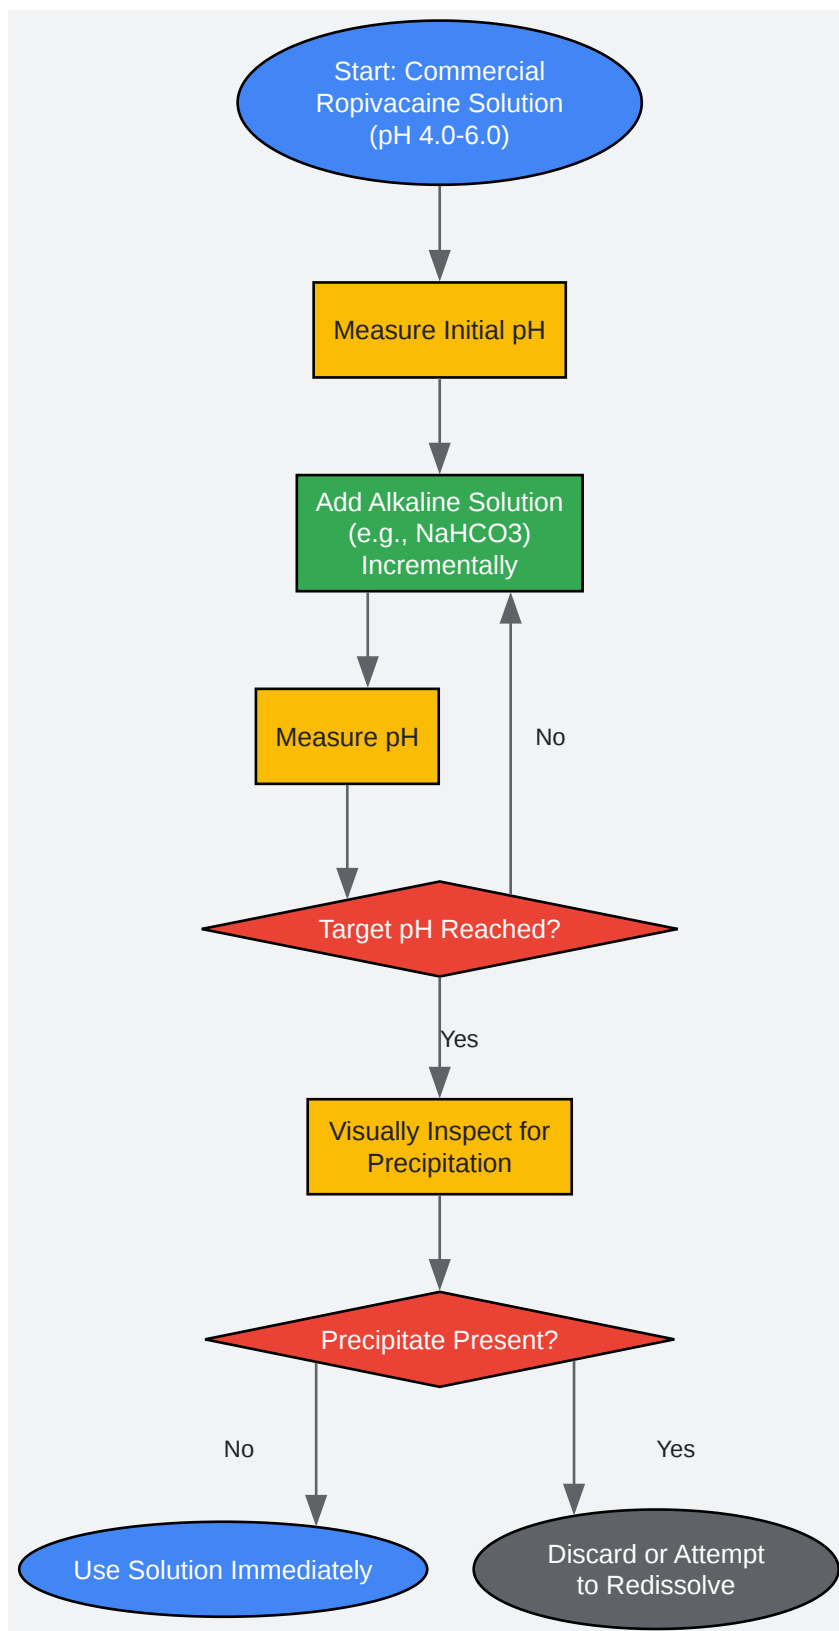 Start: Commercial
Ropivacaine Solution
(pH 4.0-6.0)
Measure Initial pH
Add Alkaline Solution
(e.g., NaHCO3)
Incrementally
Measure pH
No
Target pH Reached?
Yes
Visually Inspect for
Precipitation
Precipitate Present?
No
Yes
Use Solution Immediately
Discard or Attempt
to Redissolve